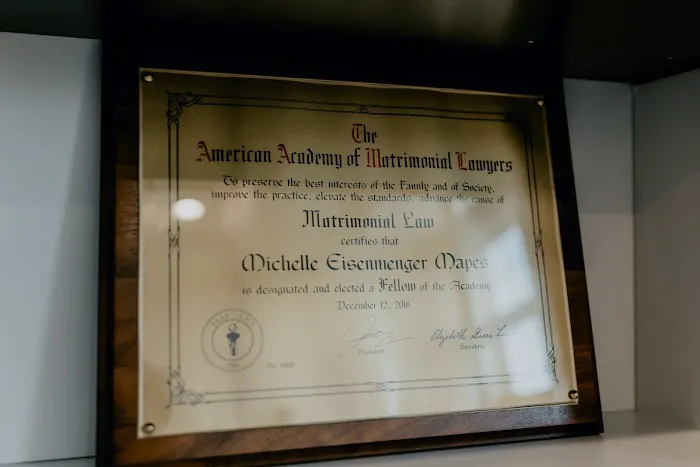 The
American Academy of Matrimonial Lawyers
To preserve the best interests of the Family and of Society,
improve the practice, elevate the standards, advance the cause of
Matrimonial Law
certifies that
Michelle Eisenmenger Mapes
is designated and elected a Fellow of the Academy
December 12, 2016
President
Secretary